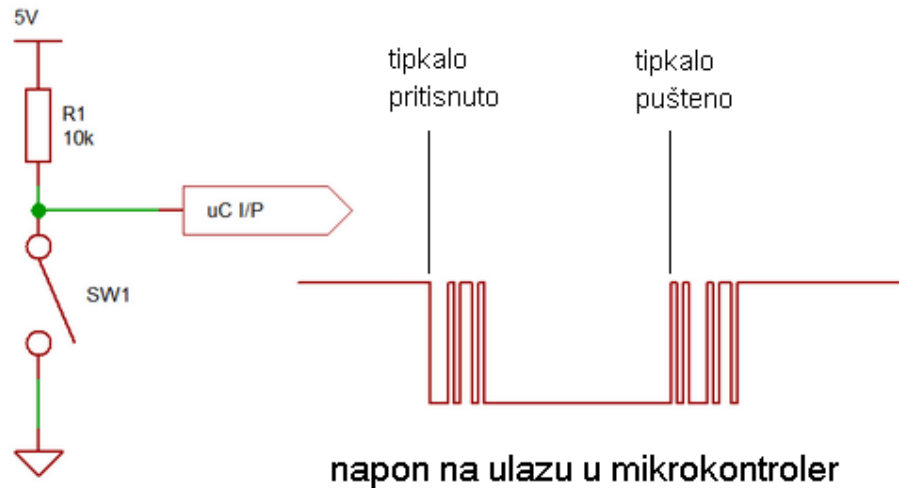 5V
R1
10k
uC I/P
SW1
tipkalo
pritisnuto
tipkalo
pušteno
napon na ulazu u mikrokontroler